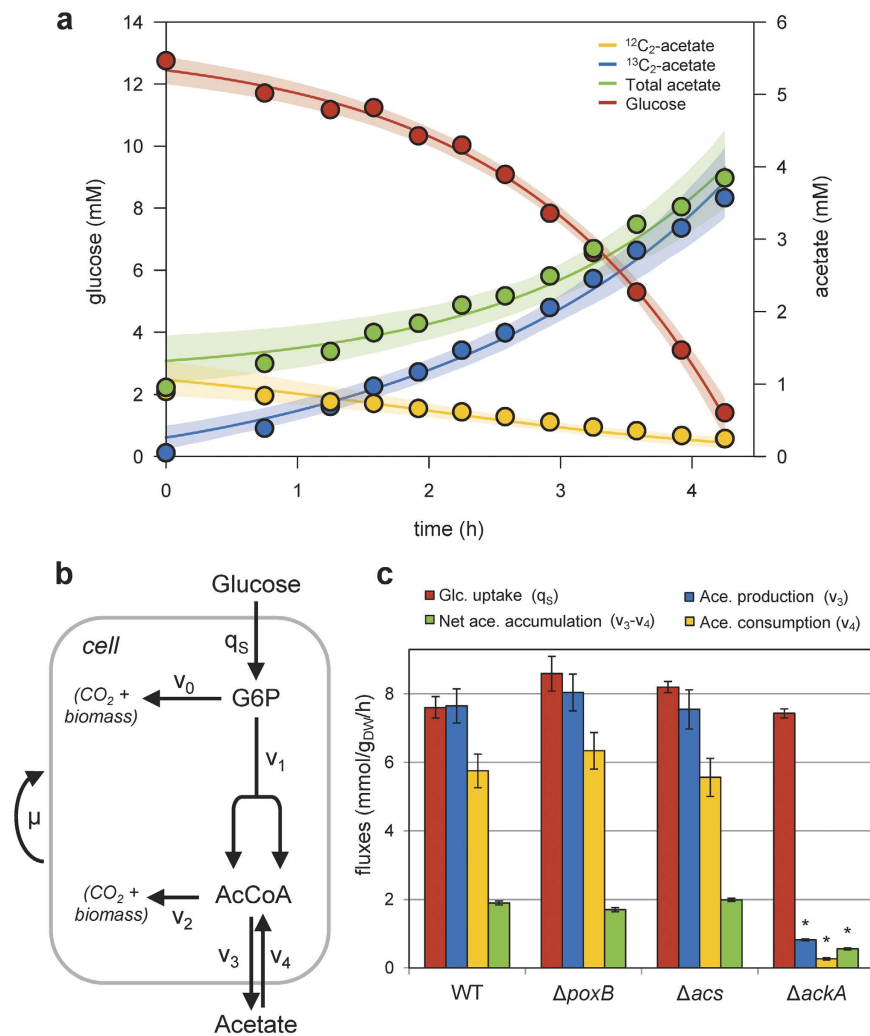 a
14
12
10
8
6
4
2
0
glucose (mM)
6
5
4
3
2
1
0
acetate (mM)
¹²C₂-acetate
¹³C₂-acetate
Total acetate
Glucose
0 1 2 3 4
time (h)
b
Glucose
cell
qS
(CO₂ +
biomass)
v₀
G6P
v₁
μ
(CO₂ +
biomass)
v₂
AcCoA
v₃ v₄
Acetate
c
Glc. uptake (qS)
Net ace. accumulation (v₃-v₄)
Ace. production (v₃)
Ace. consumption (v₄)
fluxes (mmol/gDW/h)
8
6
4
2
0
* * *
WT ΔpoxB Δacs ΔackA